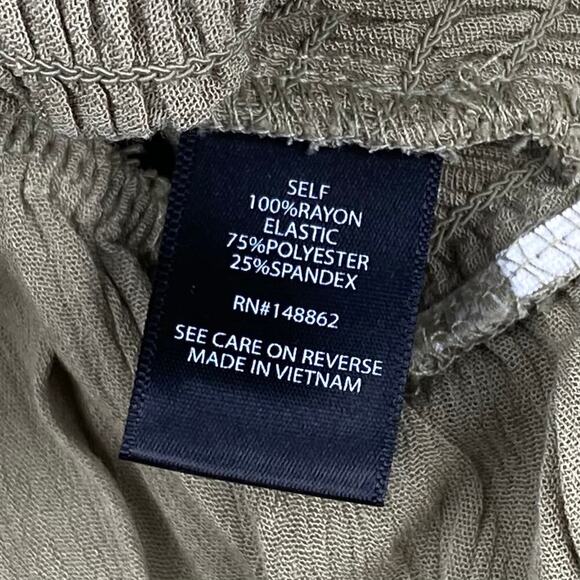 SELF
100%RAYON
ELASTIC
75%POLYESTER
25%SPANDEX
RN#148862
SEE CARE ON REVERSE
MADE IN VIETNAM